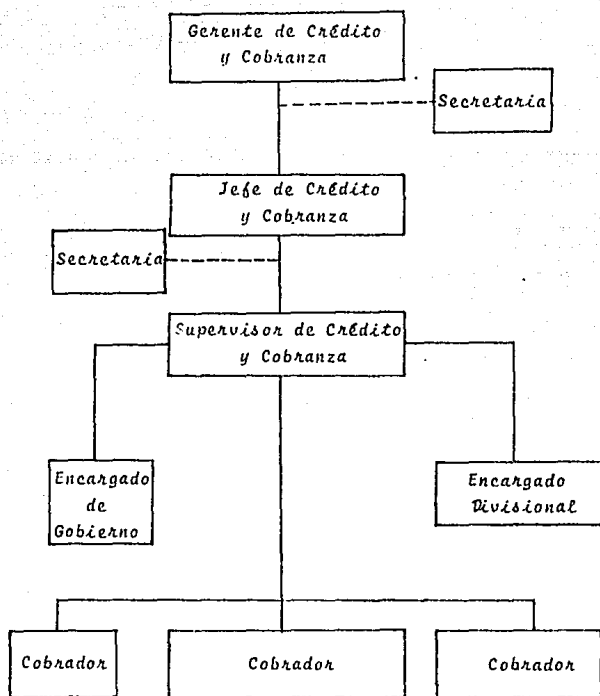 Gerente de Crédito
y Cobranza
Secretaria
Jefe de Crédito
y Cobranza
Secretaria
Supervisor de Crédito
y Cobranza
Encargado
de
Gobierno
Encargado
Divisional
Cobrador
Cobrador
Cobrador